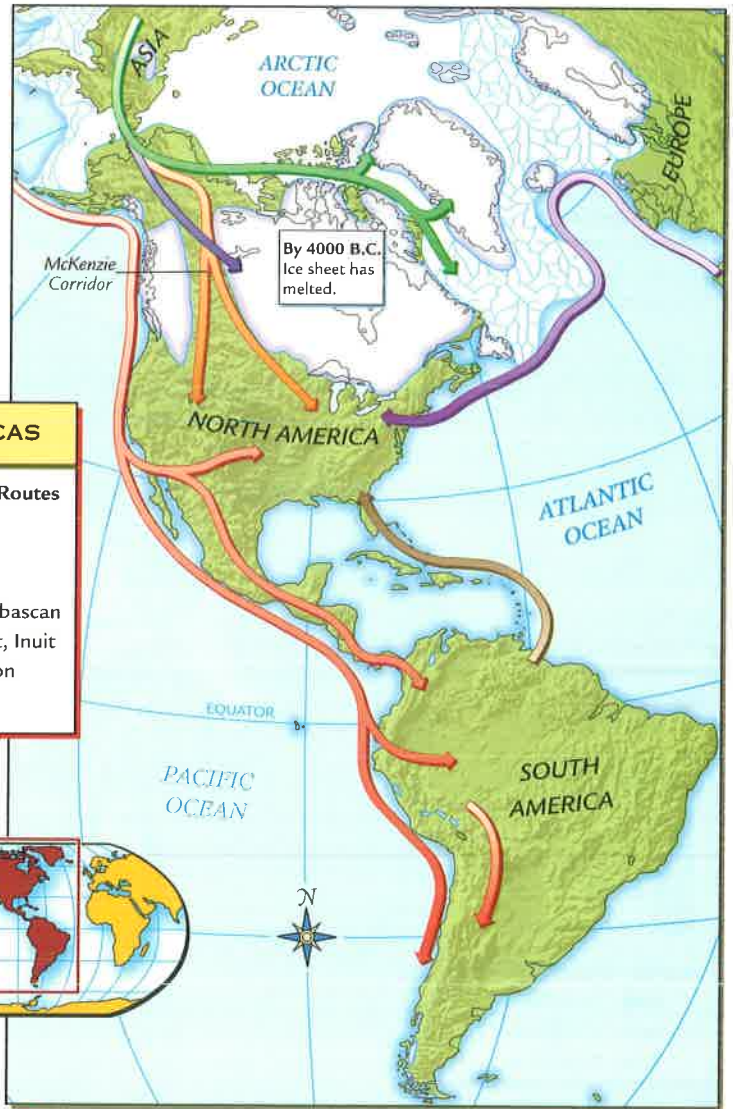 ASIA
ARCTIC
OCEAN
EUROPE
By 4000 B.C.
Ice sheet has
melted.
McKenzie
Corridor
NORTH AMERICA
CAS
Routes
bascan
, Inuit
on
ATLANTIC
OCEAN
EQUATOR
PACIFIC
OCEAN
SOUTH
AMERICA
N